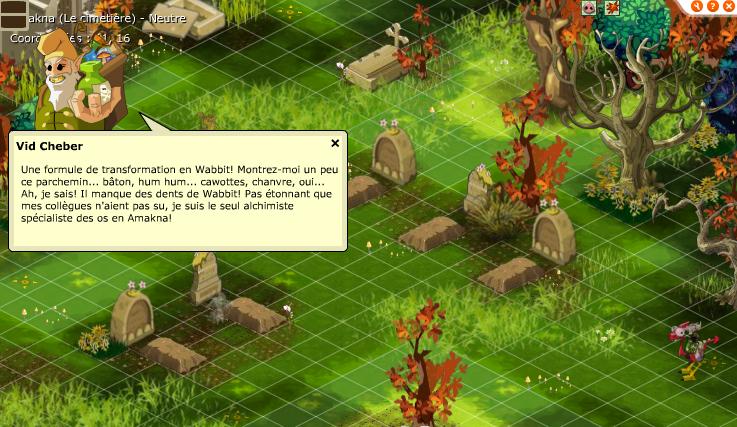 akna (Le cimetière) - Neutre
Coor es : 1, 16
Vid Cheber
Une formule de transformation en Wabbit! Montrez-moi un peu
ce parchemin... bâton, hum hum... cawottes, chanvre, oui...
Ah, je sais! Il manque des dents de Wabbit! Pas étonnant que
mes collègues n'aient pas su, je suis le seul alchimiste
spécialiste des os en Amakna!